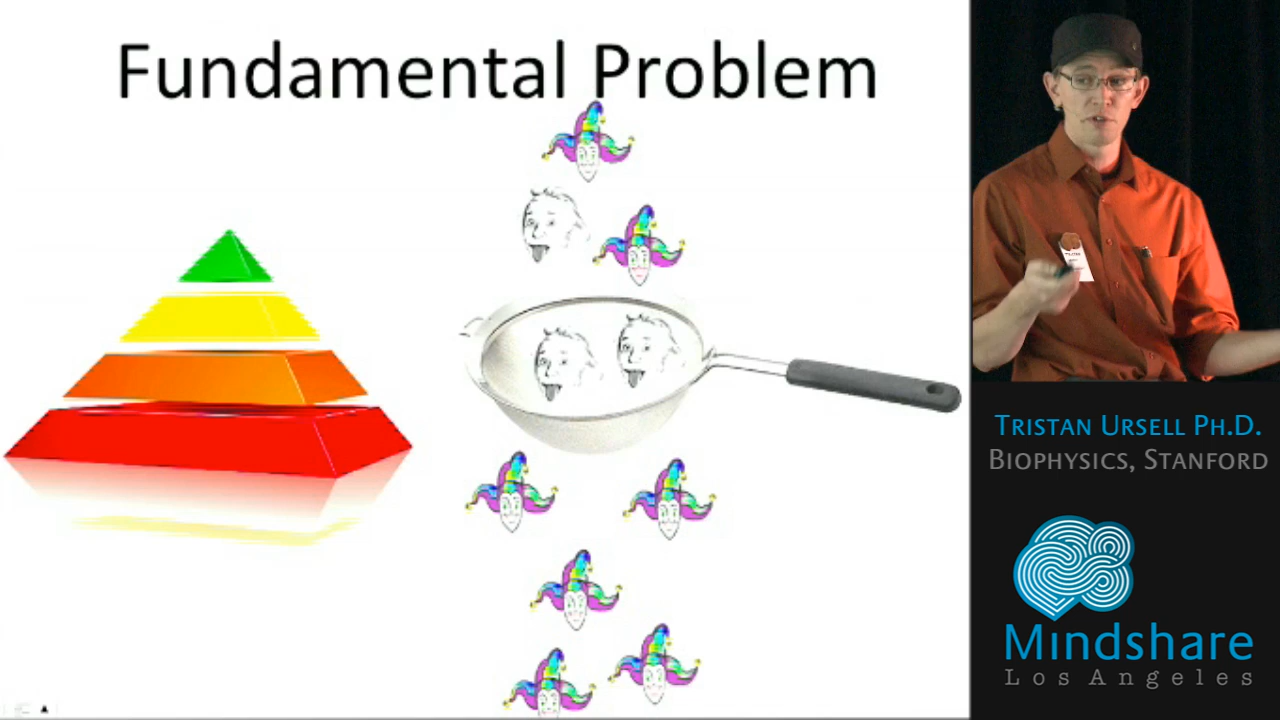 Fundamental Problem
Tristan Ursell Ph.D.
Biophysics, Stanford
Mindshare
Los Angeles